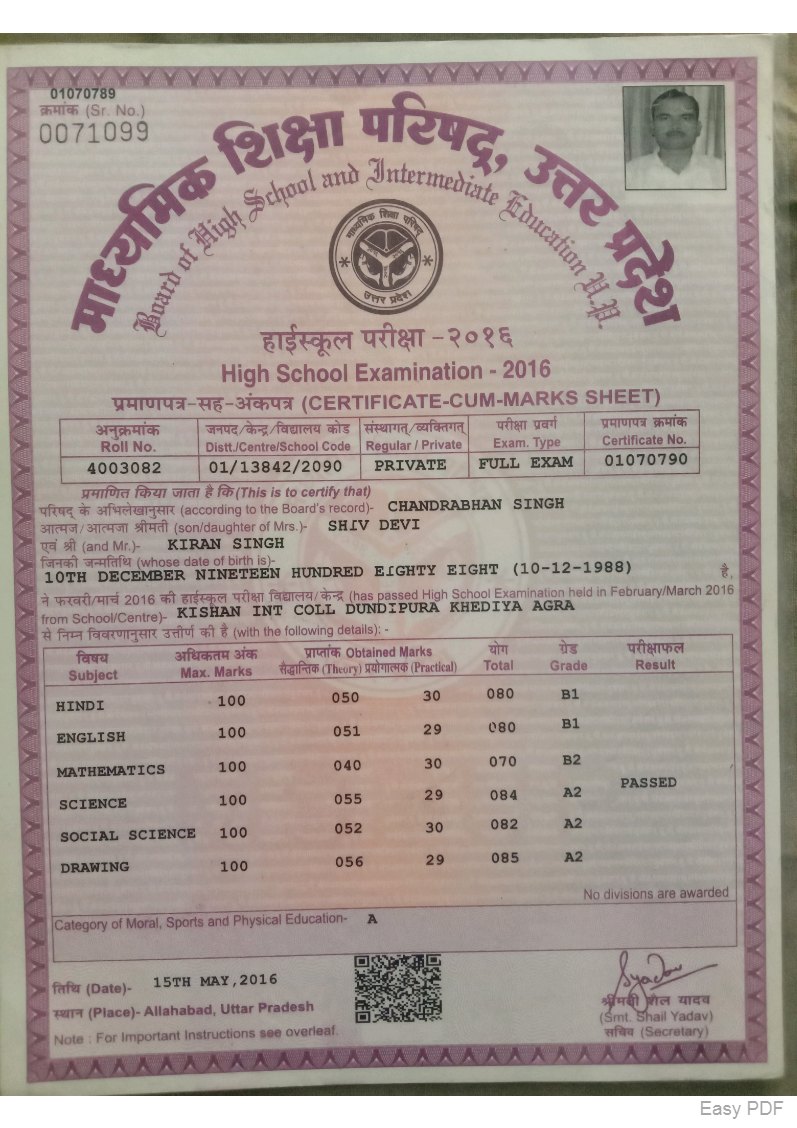 01070789
क्रमांक (Sr. No.)
0071099
माध्यमिक शिक्षा परिषद्, उत्तर प्रदेश
Board of High School and Intermediate Education U.P.
माध्यमिक शिक्षा परिषद्
उत्तर प्रदेश
हाईस्कूल परीक्षा -२०१६
High School Examination - 2016
प्रमाणपत्र-सह-अंकपत्र (CERTIFICATE-CUM-MARKS SHEET)
अनुक्रमांक जनपद/केन्द्र/विद्यालय कोड संस्थागत/व्यक्तिगत परीक्षा प्रवर्ग प्रमाणपत्र क्रमांक
Roll No. Distt./Centre/School Code Regular / Private Exam. Type Certificate No.
4003082 01/13842/2090 PRIVATE FULL EXAM 01070790
प्रमाणित किया जाता है कि (This is to certify that)
परिषद् के अभिलेखानुसार (according to the Board's record)- CHANDRABHAN SINGH
आत्मज/आत्मजा श्रीमती (son/daughter of Mrs.)- SHIV DEVI
एवं श्री (and Mr.)- KIRAN SINGH
जिनकी जन्मतिथि (whose date of birth is)-
10TH DECEMBER NINETEEN HUNDRED EIGHTY EIGHT (10-12-1988) है,
ने फरवरी/मार्च 2016 की हाईस्कूल परीक्षा विद्यालय/केन्द्र (has passed High School Examination held in February/March 2016
from School/Centre)- KISHAN INT COLL DUNDIPURA KHEDIYA AGRA
से निम्न विवरणानुसार उत्तीर्ण की है (with the following details): -
विषय अधिकतम अंक प्राप्तांक Obtained Marks योग ग्रेड परीक्षाफल
Subject Max. Marks सैद्धान्तिक (Theory) प्रयोगात्मक (Practical) Total Grade Result
HINDI 100 050 30 080 B1
ENGLISH 100 051 29 080 B1
MATHEMATICS 100 040 30 070 B2
PASSED
SCIENCE 100 055 29 084 A2
SOCIAL SCIENCE 100 052 30 082 A2
DRAWING 100 056 29 085 A2
No divisions are awarded
Category of Moral, Sports and Physical Education- A
तिथि (Date)- 15TH MAY,2016
स्थान (Place)- Allahabad, Uttar Pradesh
Note : For Important Instructions see overleaf.
Syadav
श्रीमती शैल यादव
(Smt. Shail Yadav)
सचिव (Secretary)
Easy PDF